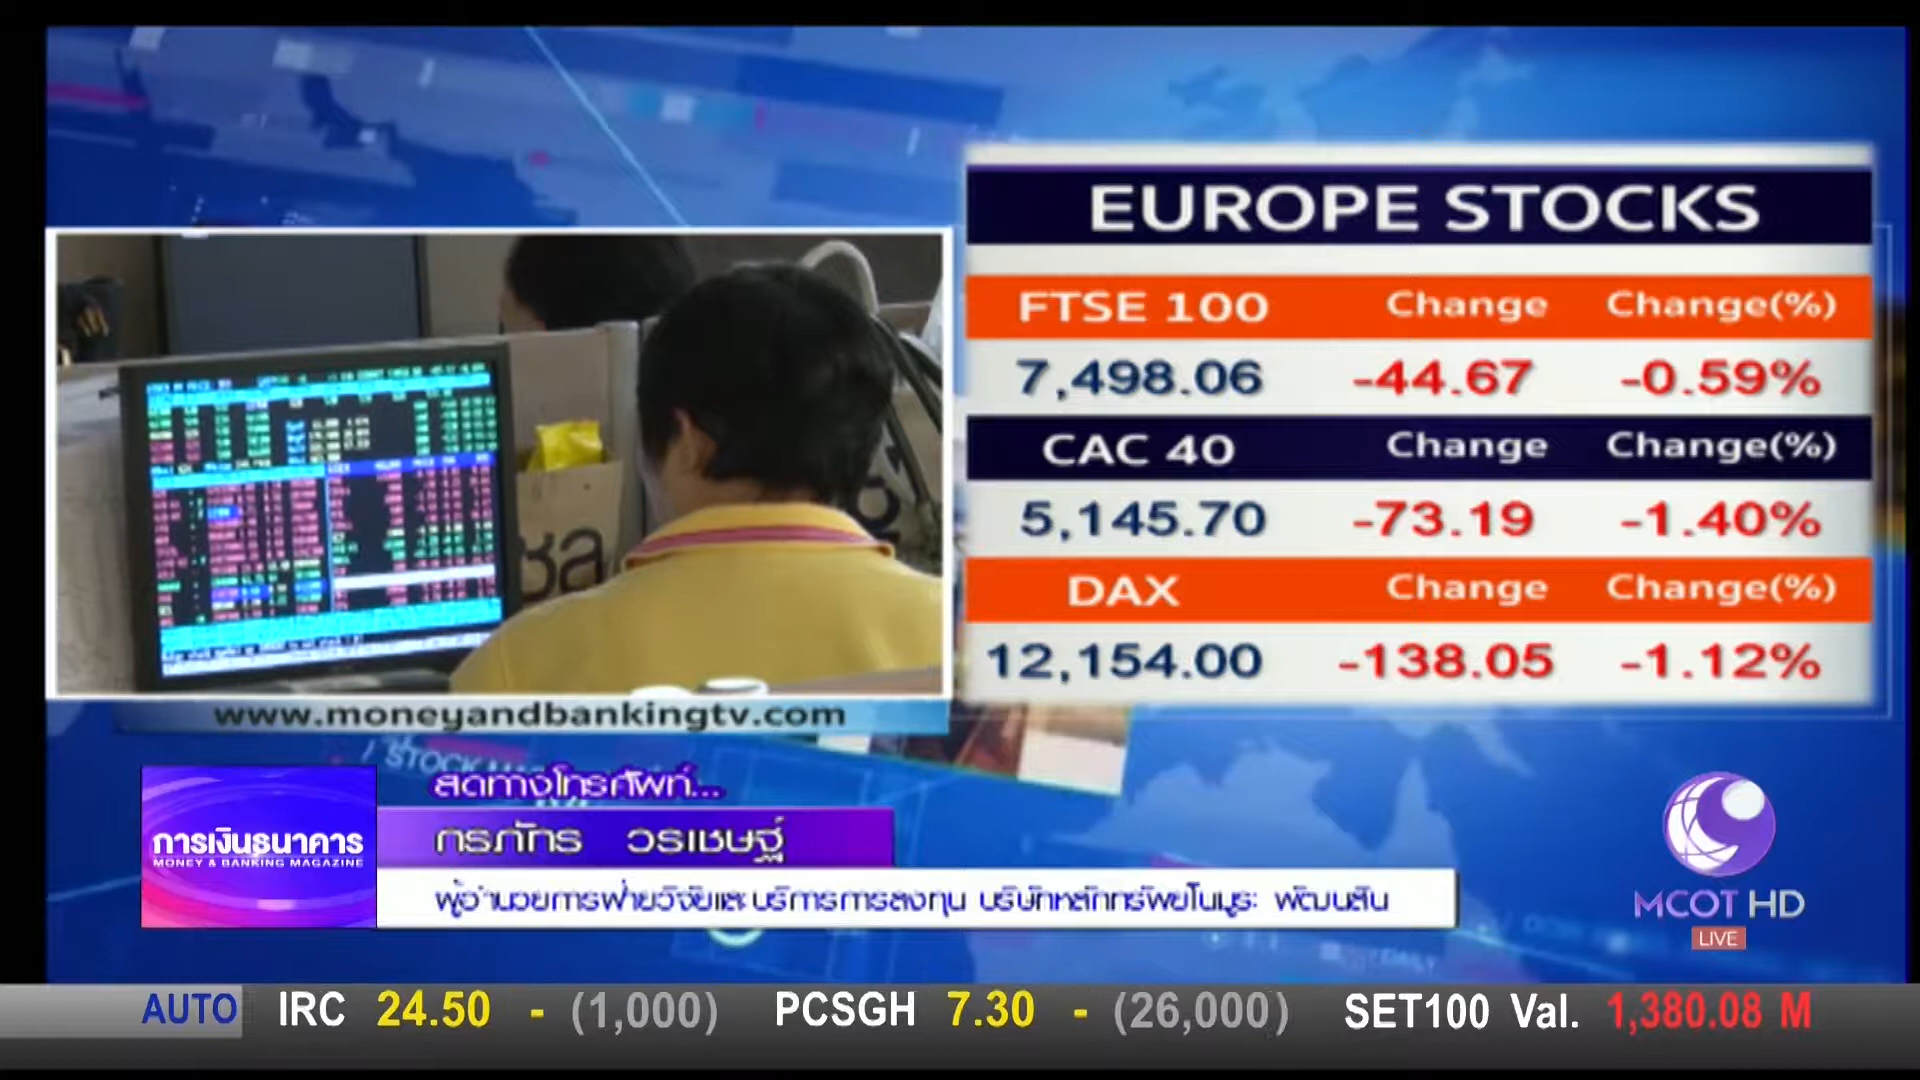 EUROPE STOCKS
FTSE 100 Change Change(%)
7,498.06 -44.67 -0.59%
CAC 40 Change Change(%)
5,145.70 -73.19 -1.40%
DAX Change Change(%)
12,154.00 -138.05 -1.12%
www.moneyandbankingtv.com
สดทางโทรศัพท์...
การเงินธนาคาร
MONEY & BANKING MAGAZINE
กรภัทร วรเชษฐ์
ผู้อำนวยการฝ่ายวิจัยและบริการการลงทุน บริษัทหลักทรัพย์โนมูระ พัฒนสิน
MCOT HD
LIVE
AUTO IRC 24.50 - (1,000) PCSGH 7.30 - (26,000) SET100 Val. 1,380.08 M